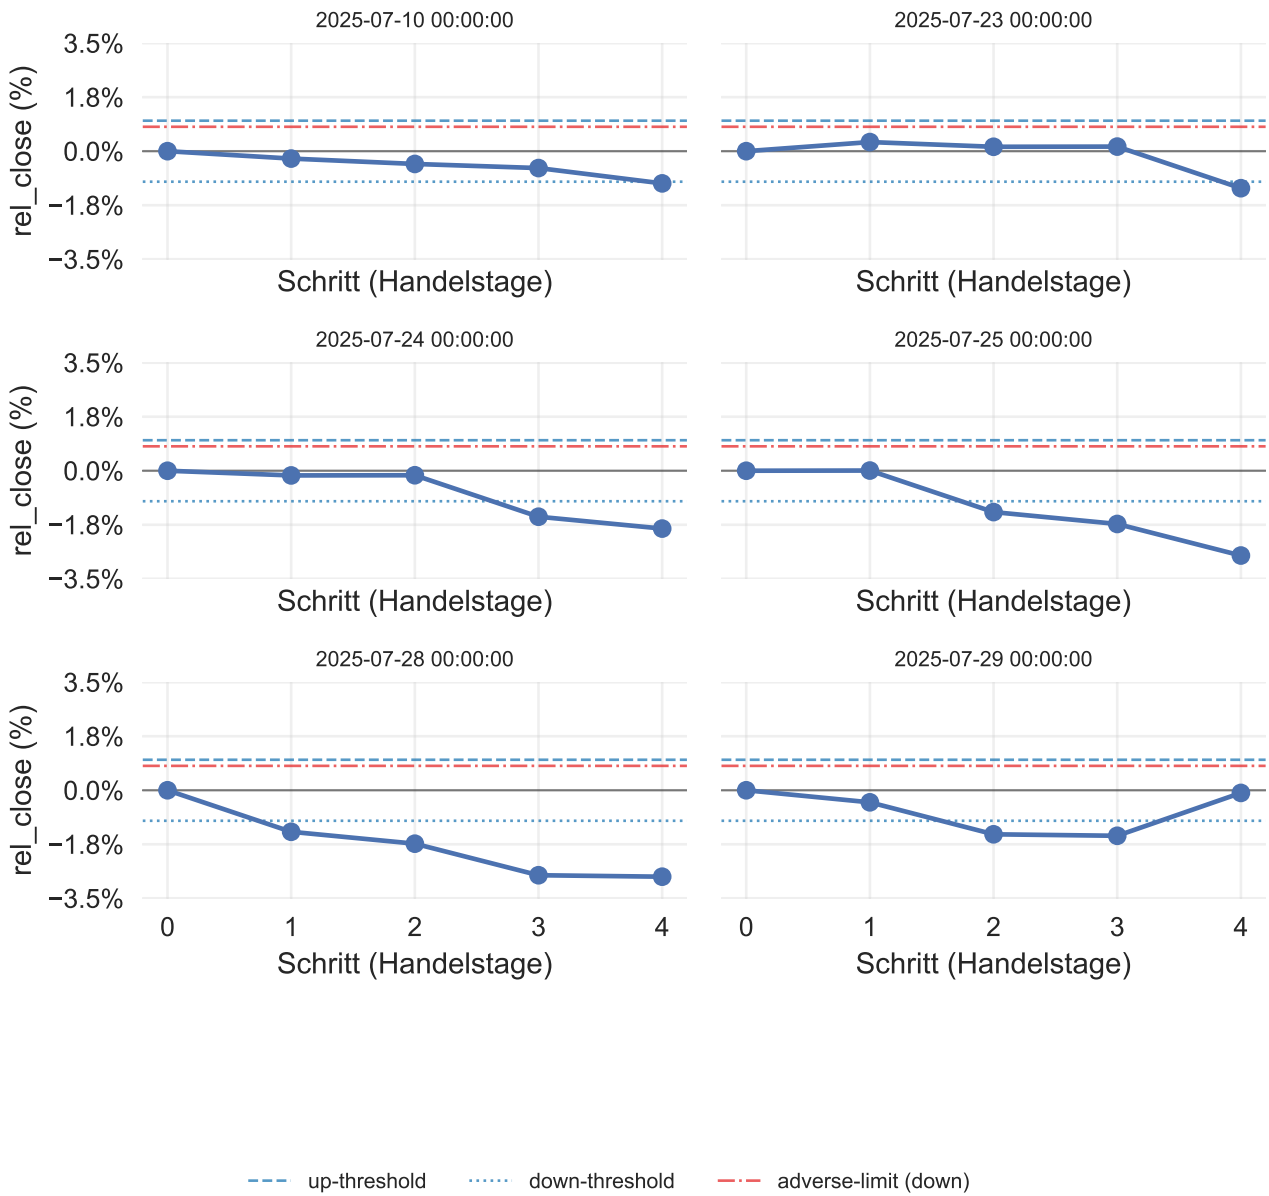 2025-07-10 00:00:00
2025-07-23 00:00:00
3.5%
1.8%
0.0%
−1.8%
−3.5%
rel_close (%)
Schritt (Handelstage)
Schritt (Handelstage)
2025-07-24 00:00:00
2025-07-25 00:00:00
3.5%
1.8%
0.0%
−1.8%
−3.5%
rel_close (%)
Schritt (Handelstage)
Schritt (Handelstage)
2025-07-28 00:00:00
2025-07-29 00:00:00
3.5%
1.8%
0.0%
−1.8%
−3.5%
rel_close (%)
0 1 2 3 4
0 1 2 3 4
Schritt (Handelstage)
Schritt (Handelstage)
up-threshold down-threshold adverse-limit (down)